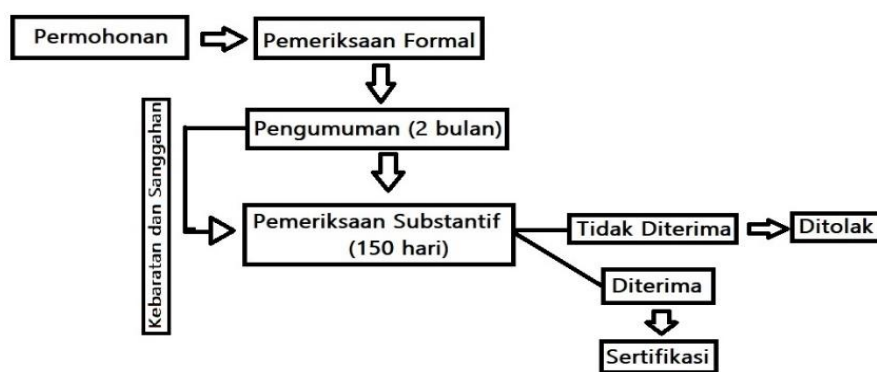 Permohonan
Pemeriksaan Formal
Pengumuman (2 bulan)
Kebaratan dan Sanggahan
Pemeriksaan Substantif
(150 hari)
Tidak Diterima
Ditolak
Diterima
Sertifikasi